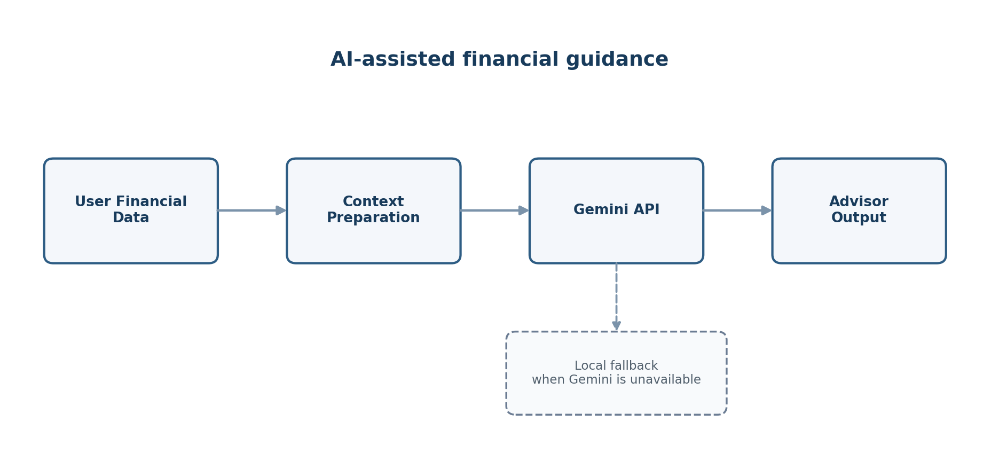 AI-assisted financial guidance
User Financial
Data
Context
Preparation
Gemini API
Advisor
Output
Local fallback
when Gemini is unavailable